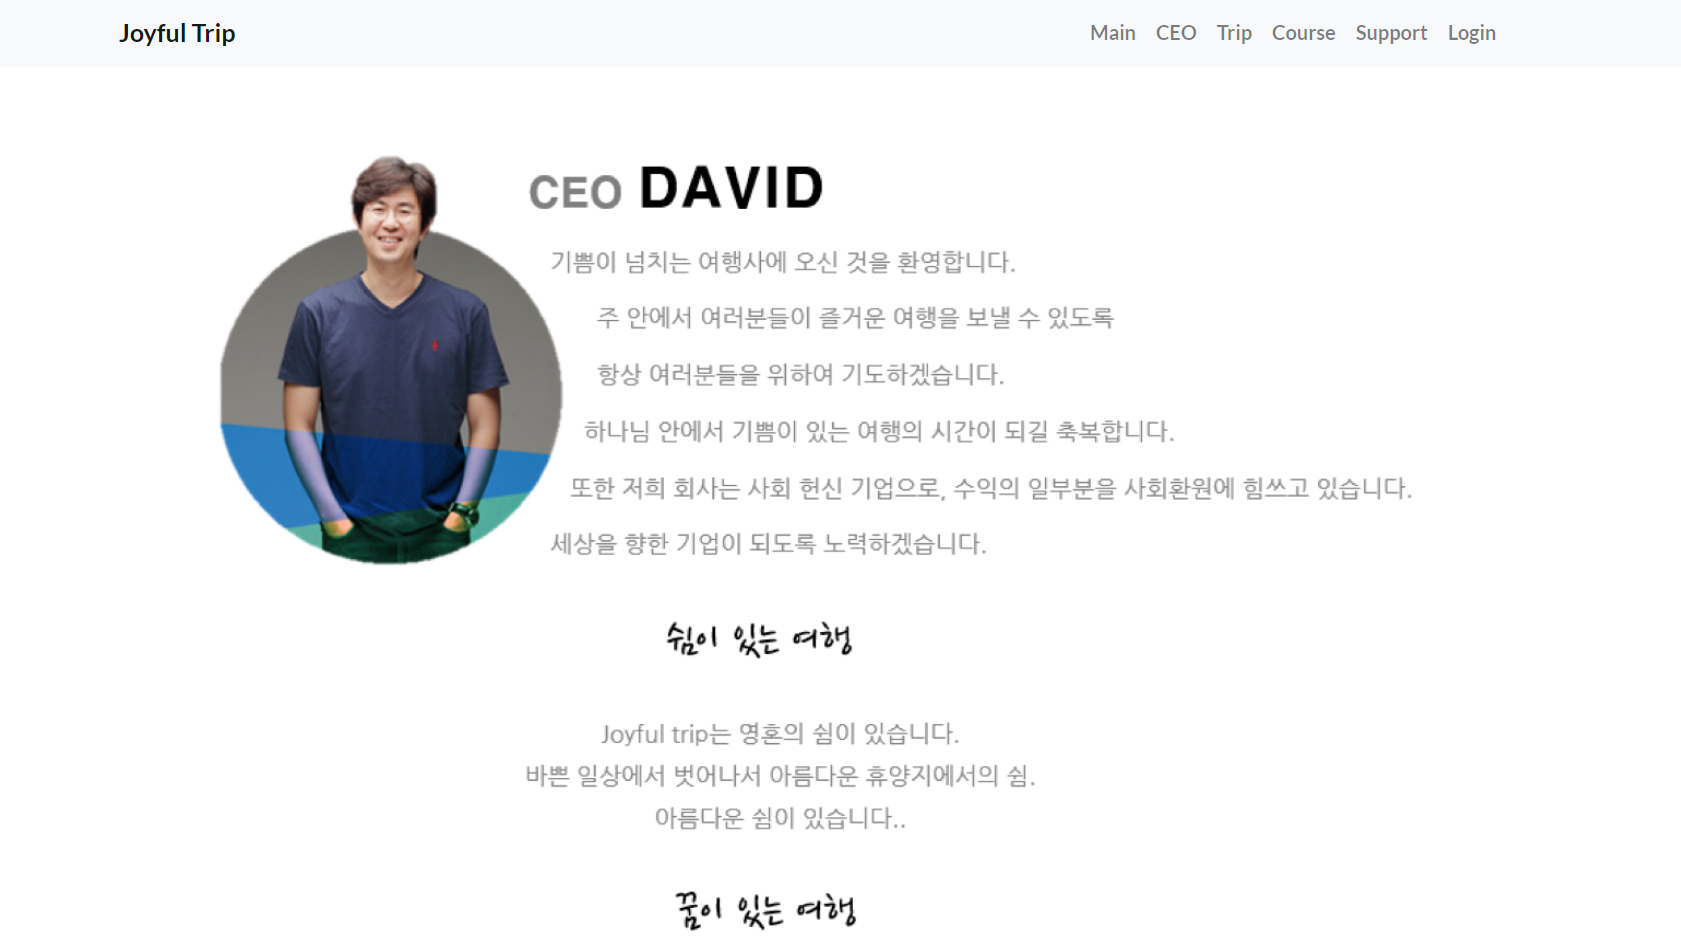 Joyful Trip
Main CEO Trip Course Support Login
CEO DAVID
기쁨이 넘치는 여행사에 오신 것을 환영합니다.
주 안에서 여러분들이 즐거운 여행을 보낼 수 있도록
항상 여러분들을 위하여 기도하겠습니다.
하나님 안에서 기쁨이 있는 여행의 시간이 되길 축복합니다.
또한 저희 회사는 사회 헌신 기업으로, 수익의 일부분을 사회환원에 힘쓰고 있습니다.
세상을 향한 기업이 되도록 노력하겠습니다.
쉼이 있는 여행
Joyful trip는 영혼의 쉼이 있습니다.
바쁜 일상에서 벗어나서 아름다운 휴양지에서의 쉼.
아름다운 쉼이 있습니다..
꿈이 있는 여행